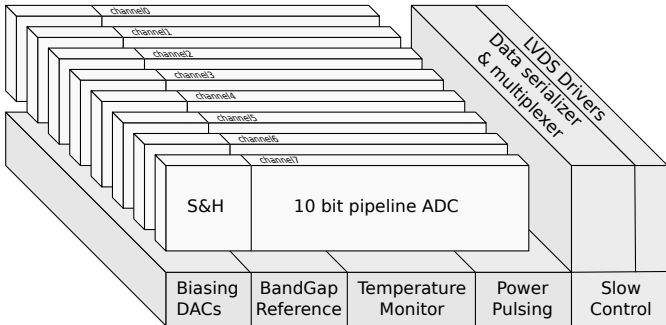 channel0
channel1
channel2
channel3
channel4
channel5
channel6
channel7
LVDS Drivers
Data serializer
& multiplexer
S&H
10 bit pipeline ADC
Biasing
DACs
BandGap
Reference
Temperature
Monitor
Power
Pulsing
Slow
Control